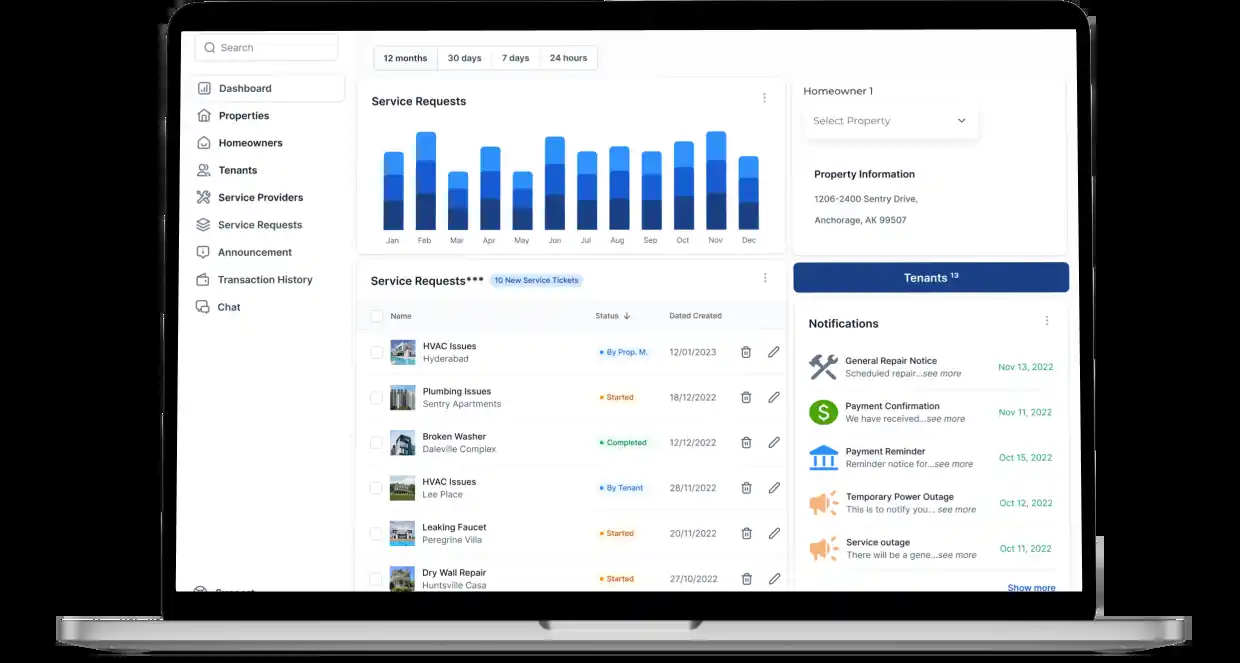 Search
Dashboard
Properties
Homeowners
Tenants
Service Providers
Service Requests
Announcement
Transaction History
Chat
Support
12 months
30 days
7 days
24 hours
Service Requests
Jan Feb Mar Apr May Jun Jul Aug Sep Oct Nov Dec
Service Requests*** 10 New Service Tickets
Name Status Dated Created
HVAC Issues
Hyderabad
By Prop. M. 12/01/2023
Plumbing Issues
Sentry Apartments
Started 18/12/2022
Broken Washer
Daleville Complex
Completed 12/12/2022
HVAC Issues
Lee Place
By Tenant 28/11/2022
Leaking Faucet
Peregrine Villa
Started 20/11/2022
Dry Wall Repair
Huntsville Casa
Started 27/10/2022
Homeowner 1
Select Property
Property Information
1206-2400 Sentry Drive,
Anchorage, AK 99507
Tenants 13
Notifications
General Repair Notice
Scheduled repair...see more
Nov 13, 2022
Payment Confirmation
We have received...see more
Nov 11, 2022
Payment Reminder
Reminder notice for...see more
Oct 15, 2022
Temporary Power Outage
This is to notify you... see more
Oct 12, 2022
Service outage
There will be a gene...see more
Oct 11, 2022
Show more